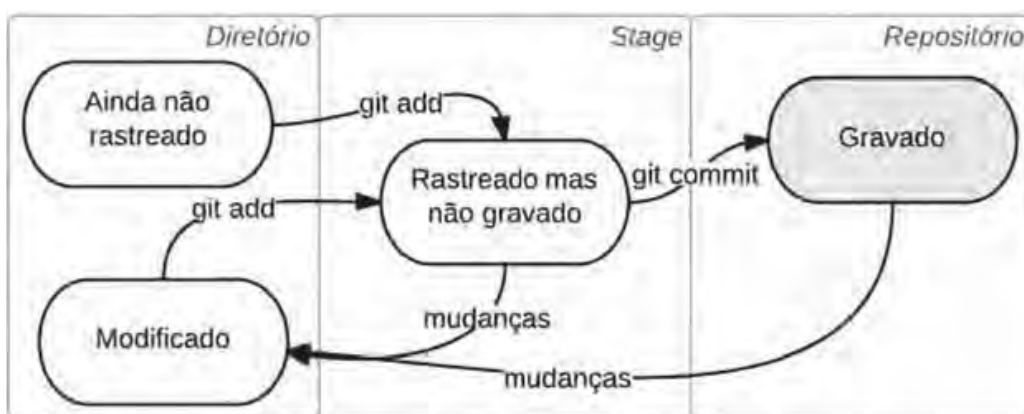 Diretório
Stage
Repositório
Ainda não
rastreado
git add
Gravado
Rastreado mas
não gravado
git commit
git add
mudanças
Modificado
mudanças